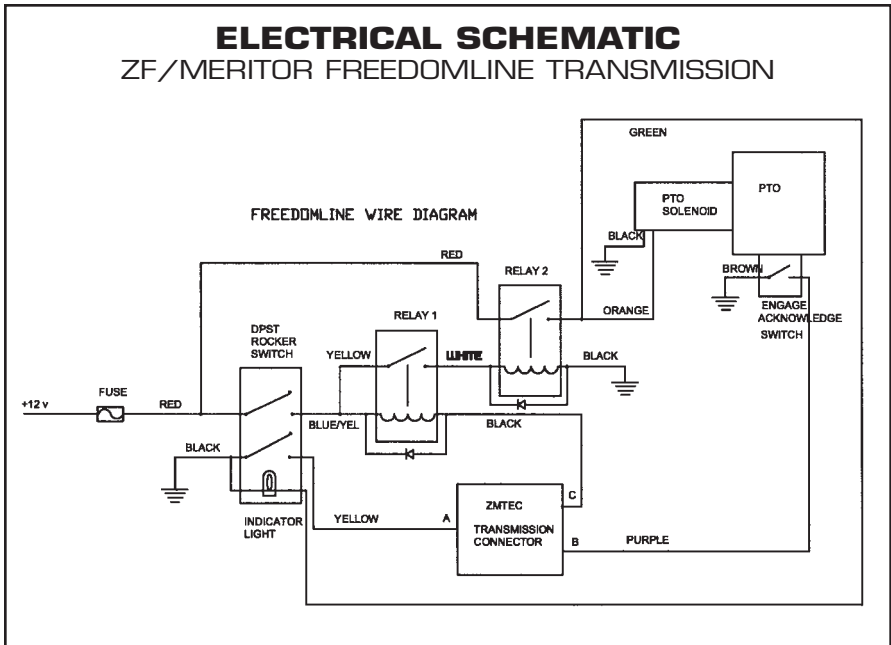 ELECTRICAL SCHEMATIC
ZF/MERITOR FREEDOMLINE TRANSMISSION
GREEN
PTO
PTO
SOLENOID
FREEDOMLINE WIRE DIAGRAM
BLACK
RED
BROWN
RELAY 2
ENGAGE
ACKNOWLEDGE
SWITCH
ORANGE
RELAY 1
DPST
ROCKER
SWITCH
YELLOW
WHITE
BLACK
FUSE
+12 v
RED
BLUE/YEL
BLACK
BLACK
C
ZMTEC
INDICATOR
LIGHT
YELLOW
A
TRANSMISSION
CONNECTOR
B
PURPLE